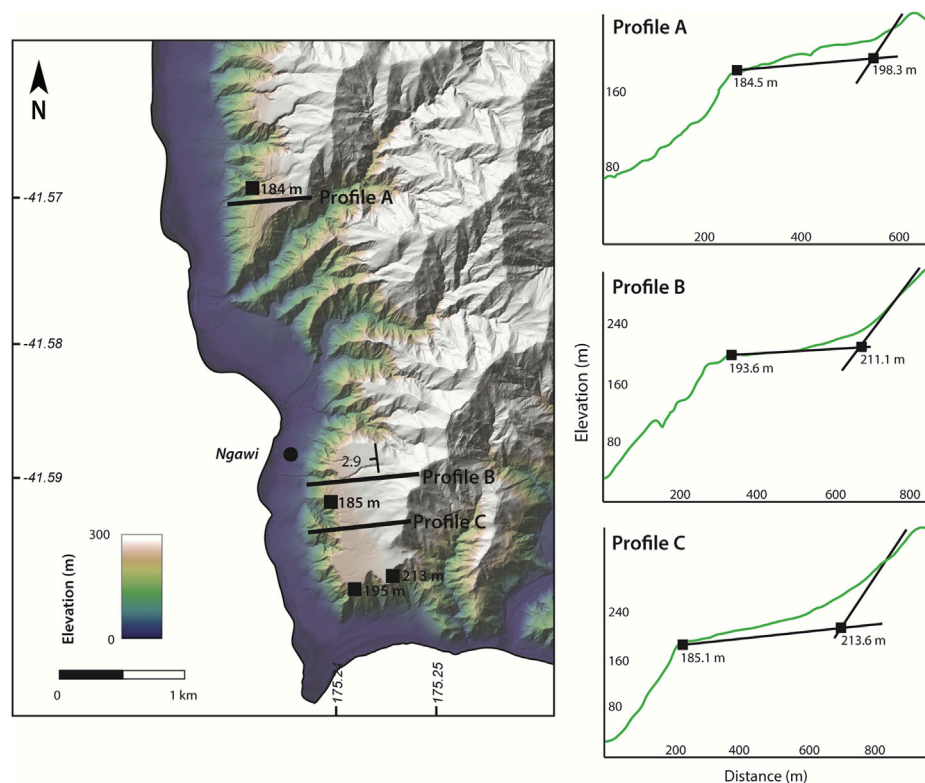 N
-41.57
-41.58
-41.59
184 m
Profile A
Ngawi
2.9
Profile B
185 m
Profile C
213 m
195 m
Elevation (m)
300
0
0
1 km
175.24
175.25
Profile A
184.5 m
198.3 m
160
80
200
400
600
Profile B
240
193.6 m
211.1 m
160
80
200
400
600
800
Elevation (m)
Profile C
240
185.1 m
213.6 m
160
80
200
400
600
800
Distance (m)